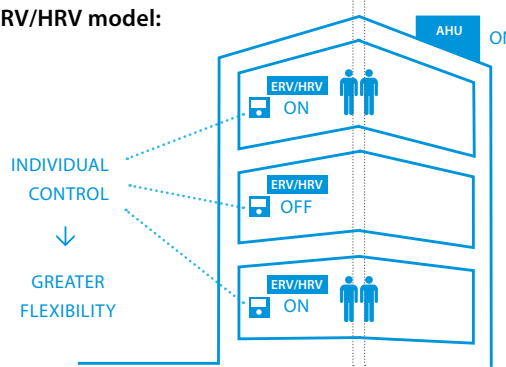 RV/HRV model:
AHU
ERV/HRV
ON
INDIVIDUAL
CONTROL
GREATER
FLEXIBILITY
ERV/HRV
OFF
ERV/HRV
ON